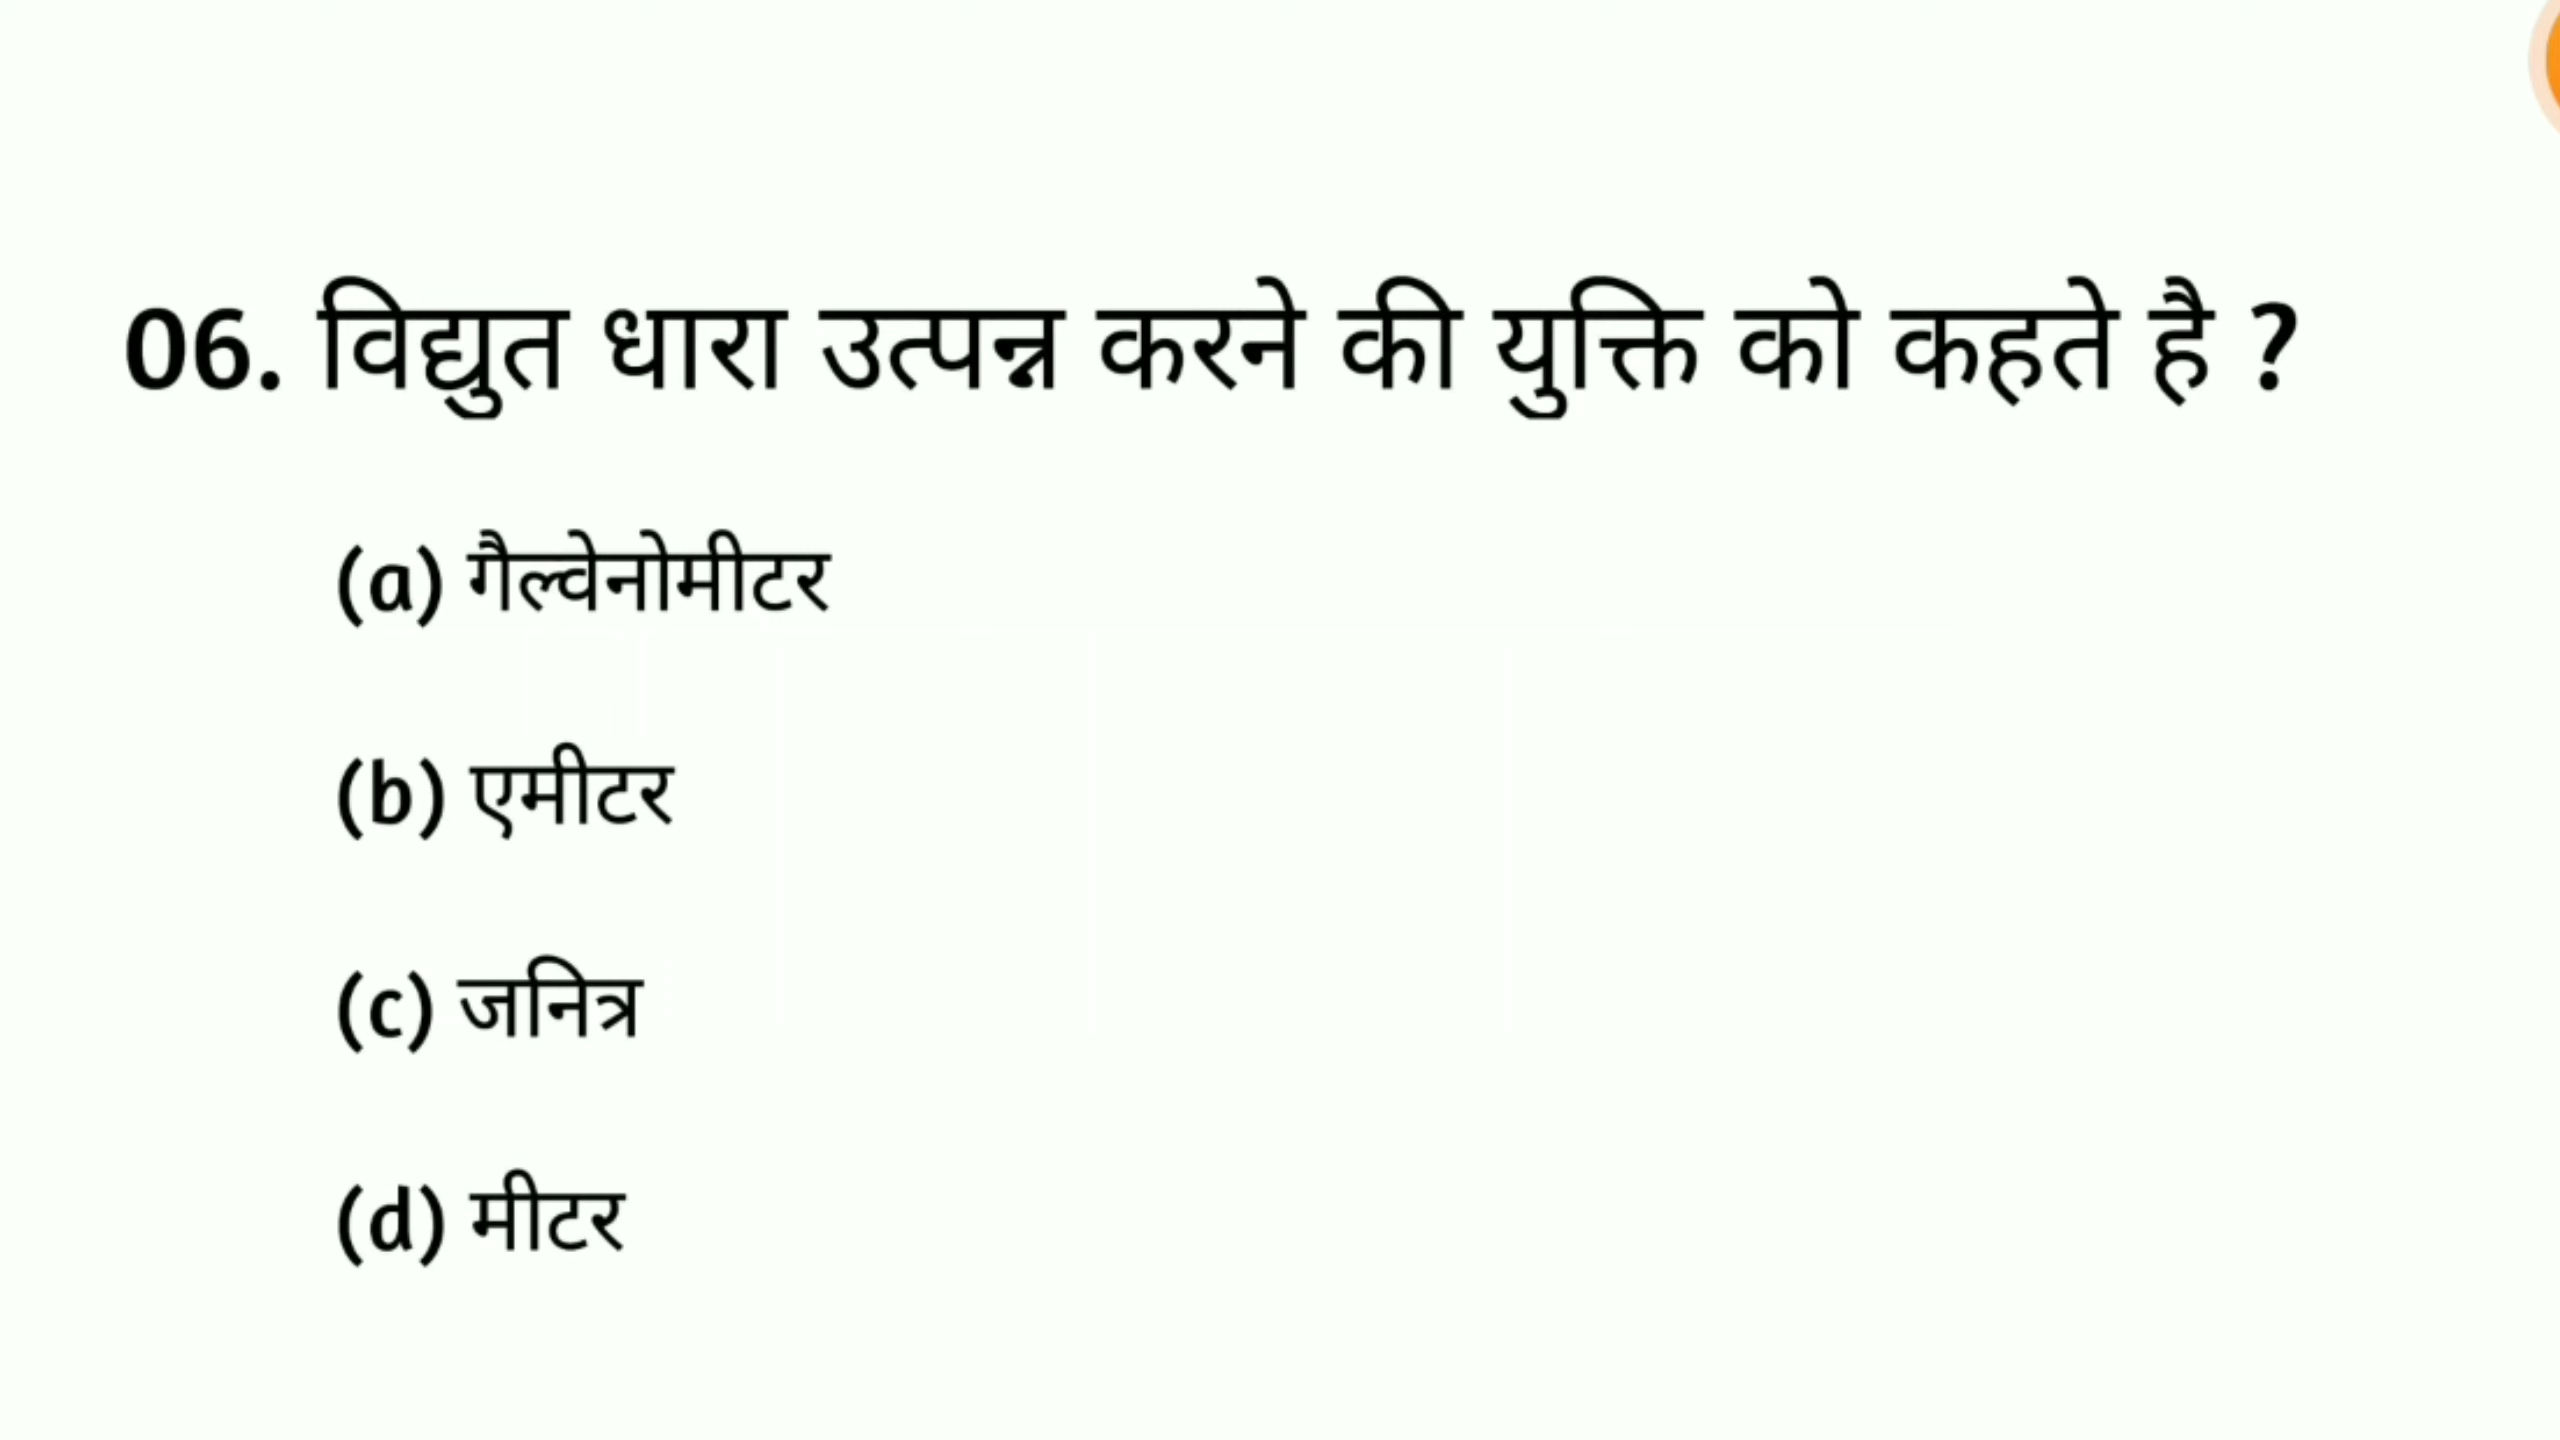 06. विद्युत धारा उत्पन्न करने की युक्ति को कहते है ?
(a) गैल्वेनोमीटर
(b) एमीटर
(c) जनित्र
(d) मीटर